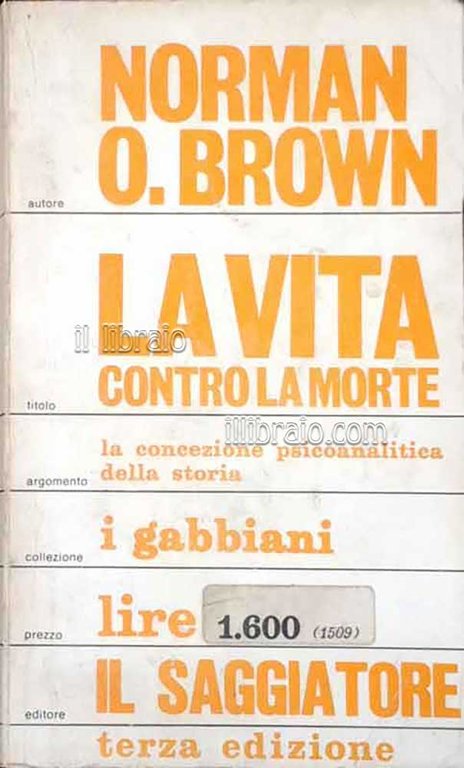 NORMAN
O. BROWN
autore
LA VITA
il libraio
CONTRO LA MORTE
titolo
illibraio.com
la concezione psicoanalitica
della storia
argomento
i gabbiani
collezione
lire 1.600 (1509)
prezzo
IL SAGGIATORE
editore
terza edizione